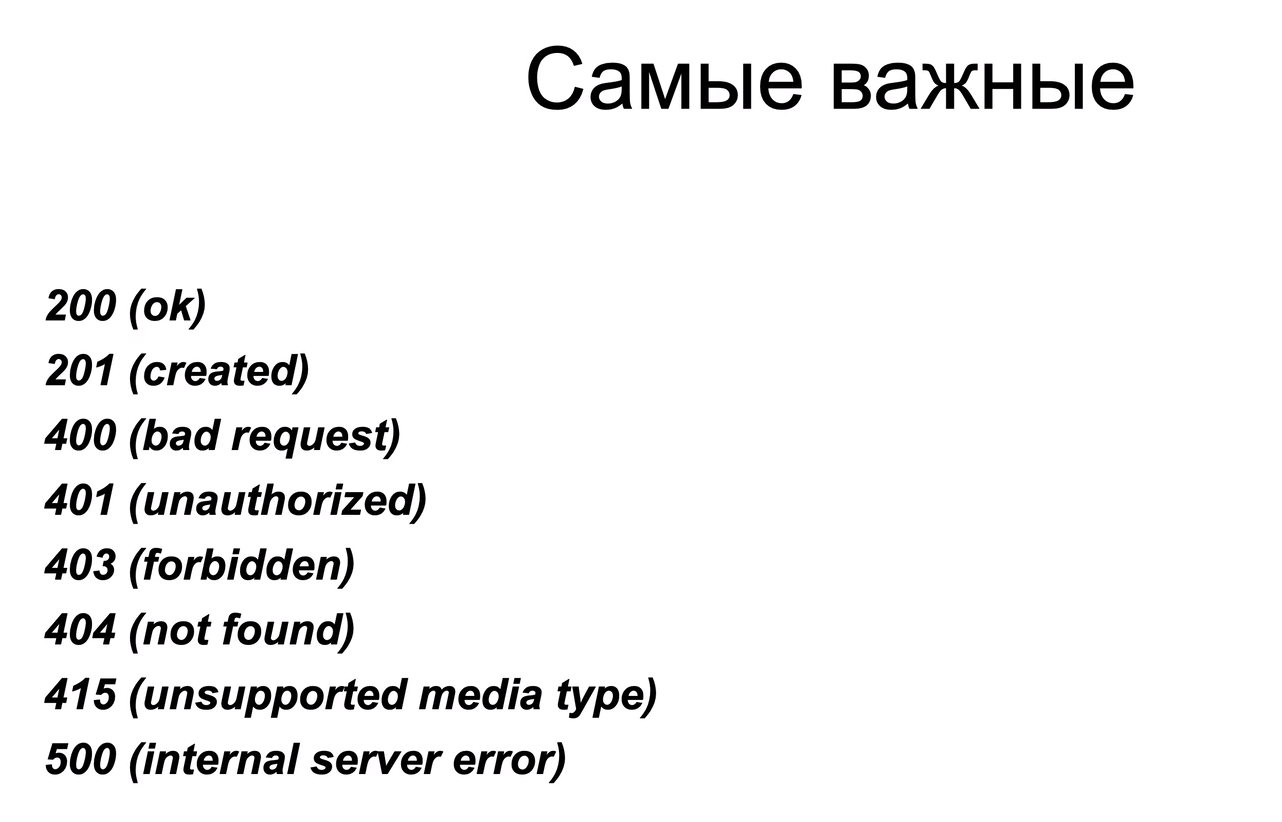 Самые важные
200 (ok)
201 (created)
400 (bad request)
401 (unauthorized)
403 (forbidden)
404 (not found)
415 (unsupported media type)
500 (internal server error)